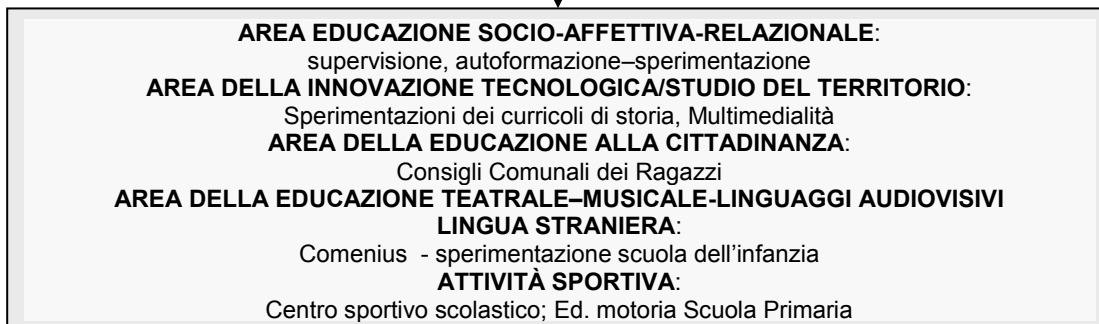 AREA EDUCAZIONE SOCIO-AFFETTIVA-RELAZIONALE:
supervisione, autoformazione–sperimentazione
AREA DELLA INNOVAZIONE TECNOLOGICA/STUDIO DEL TERRITORIO:
Sperimentazioni dei curricoli di storia, Multimedialità
AREA DELLA EDUCAZIONE ALLA CITTADINANZA:
Consigli Comunali dei Ragazzi
AREA DELLA EDUCAZIONE TEATRALE–MUSICALE-LINGUAGGI AUDIOVISIVI
LINGUA STRANIERA:
Comenius - sperimentazione scuola dell’infanzia
ATTIVITÀ SPORTIVA:
Centro sportivo scolastico; Ed. motoria Scuola Primaria